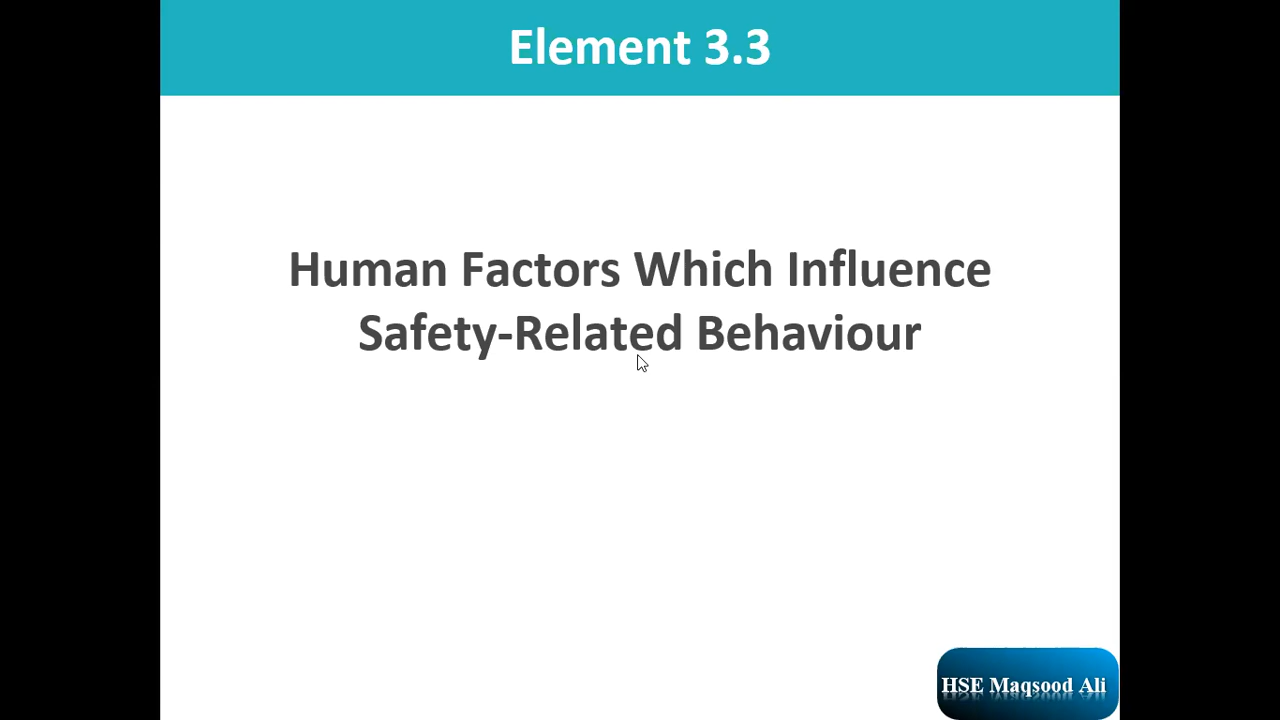 Element 3.3
Human Factors Which Influence
Safety-Related Behaviour
HSE Maqsood Ali